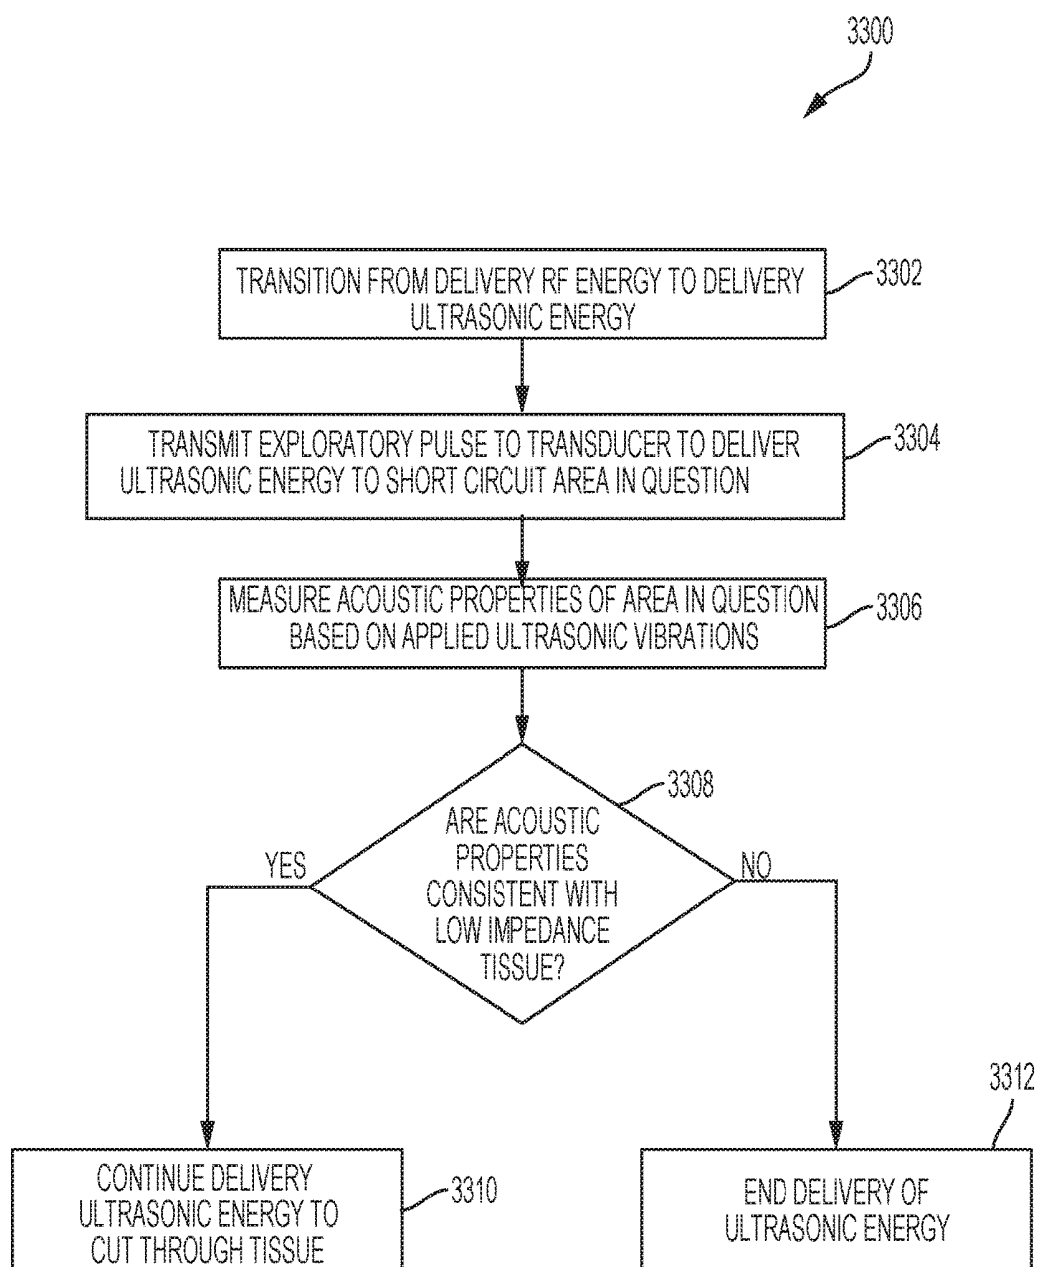 3300
TRANSITION FROM DELIVERY RF ENERGY TO DELIVERY
ULTRASONIC ENERGY
3302
TRANSMIT EXPLORATORY PULSE TO TRANSDUCER TO DELIVER
ULTRASONIC ENERGY TO SHORT CIRCUIT AREA IN QUESTION
3304
MEASURE ACOUSTIC PROPERTIES OF AREA IN QUESTION
BASED ON APPLIED ULTRASONIC VIBRATIONS
3306
3308
ARE ACOUSTIC
PROPERTIES
CONSISTENT WITH
LOW IMPEDANCE
TISSUE?
YES
NO
CONTINUE DELIVERY
ULTRASONIC ENERGY TO
CUT THROUGH TISSUE
3310
3312
END DELIVERY OF
ULTRASONIC ENERGY